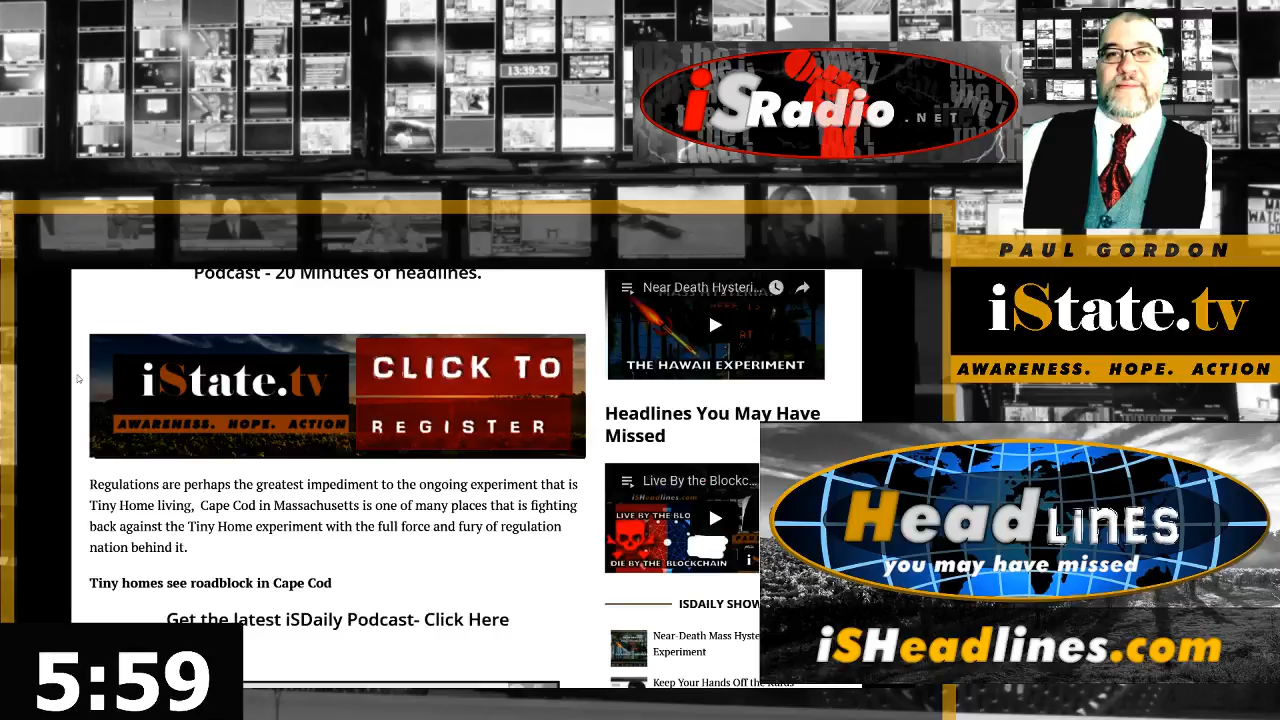 13:39:32
iSRadio
.NET
PAUL GORDON
iState.tv
AWARENESS. HOPE. ACTION
Podcast - 20 Minutes of headlines.
iState.tv
AWARENESS. HOPE. ACTION
CLICK TO
REGISTER
Regulations are perhaps the greatest impediment to the ongoing experiment that is
Tiny Home living, Cape Cod in Massachusetts is one of many places that is fighting
back against the Tiny Home experiment with the full force and fury of regulation
nation behind it.
Tiny homes see roadblock in Cape Cod
Get the latest iSDaily Podcast- Click Here
Near Death Hysteri...
THE HAWAII EXPERIMENT
Headlines You May Have
Missed
Live By the Blockc...
iSHeadlines.com
LIVE BY THE BLO
DIE BY THE BLOCKCHAIN
ISDAILY SHOW
Near-Death Mass Hyste
Experiment
Keep Your Hands Off the Kurds
HeadLINES
you may have missed
iSHeadlines.com
5:59